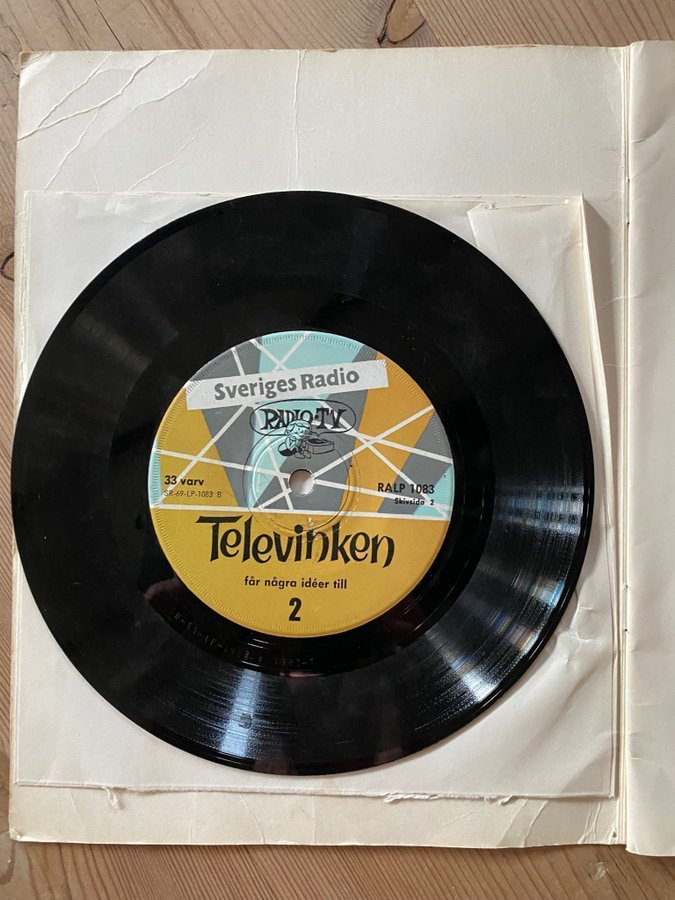 Sveriges Radio
RADIO-TV
33 varv
SR-69-LP-1083 B
RALP 1083
Skivsida 2
Televinken
får några idéer till
2